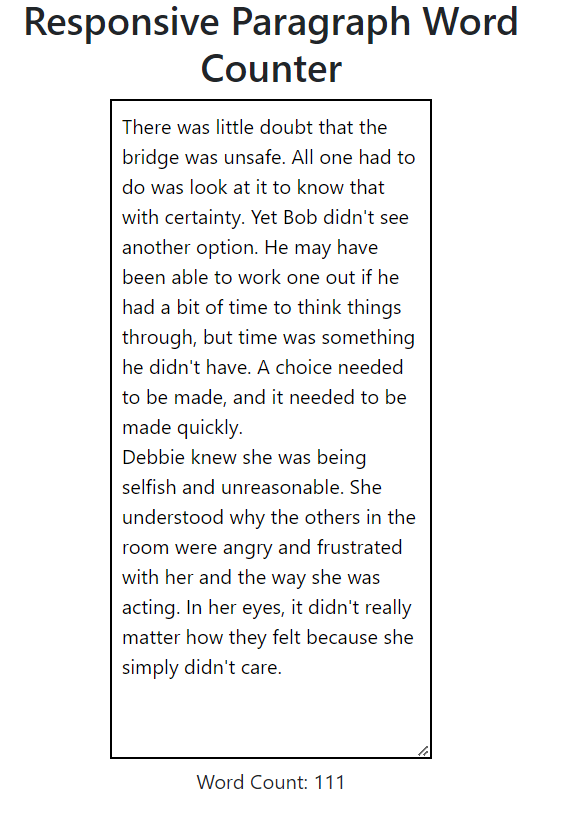 Responsive Paragraph Word
Counter
There was little doubt that the
bridge was unsafe. All one had to
do was look at it to know that
with certainty. Yet Bob didn't see
another option. He may have
been able to work one out if he
had a bit of time to think things
through, but time was something
he didn't have. A choice needed
to be made, and it needed to be
made quickly.
Debbie knew she was being
selfish and unreasonable. She
understood why the others in the
room were angry and frustrated
with her and the way she was
acting. In her eyes, it didn't really
matter how they felt because she
simply didn't care.
Word Count: 111